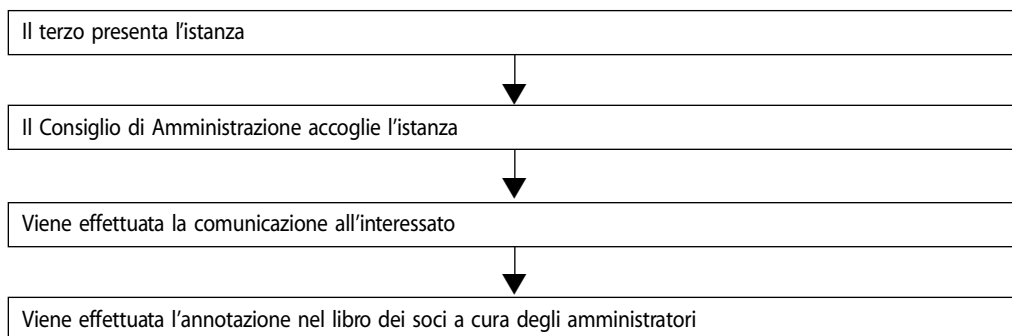 Il terzo presenta l'istanza
Il Consiglio di Amministrazione accoglie l'istanza
Viene effettuata la comunicazione all'interessato
Viene effettuata l'annotazione nel libro dei soci a cura degli amministratori